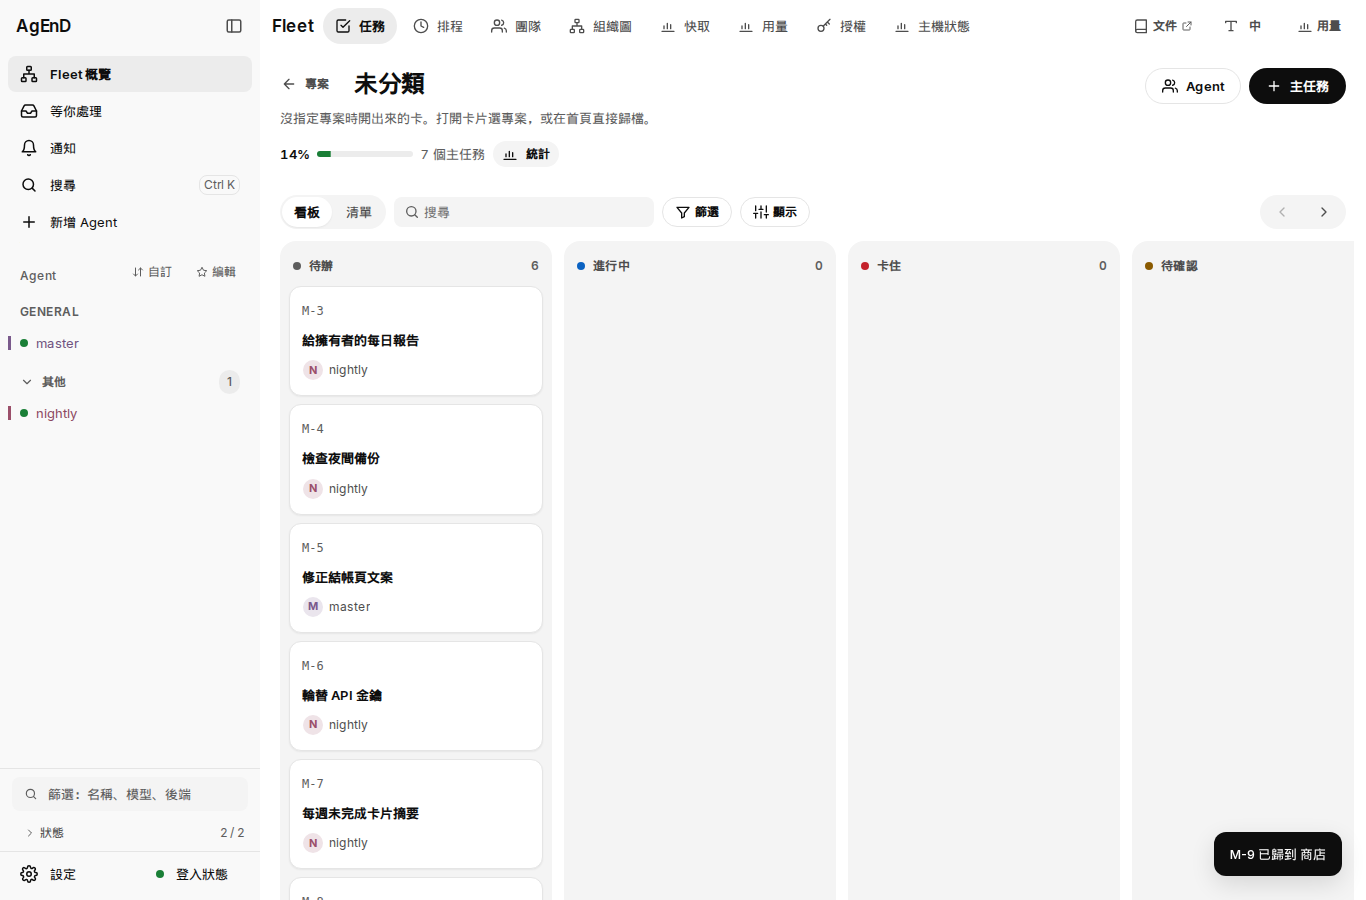 AgEnD
Fleet 概覽
等你處理
通知
搜尋
Ctrl K
新增 Agent
Agent
自訂
編輯
GENERAL
master
其他
1
nightly
篩選：名稱、模型、後端
狀態
2 / 2
設定
登入狀態
Fleet
任務
排程
團隊
組織圖
快取
用量
授權
主機狀態
文件
中
用量
專案
未分類
Agent
主任務
沒指定專案時開出來的卡。打開卡片選專案，或在首頁直接歸檔。
14%
7 個主任務
統計
看板
清單
搜尋
篩選
顯示
待辦
6
M-3
給擁有者的每日報告
N
nightly
M-4
檢查夜間備份
N
nightly
M-5
修正結帳頁文案
M
master
M-6
輪替 API 金鑰
N
nightly
M-7
每週未完成卡片摘要
N
nightly
進行中
0
卡住
0
待確認
M-9 已歸到 商店